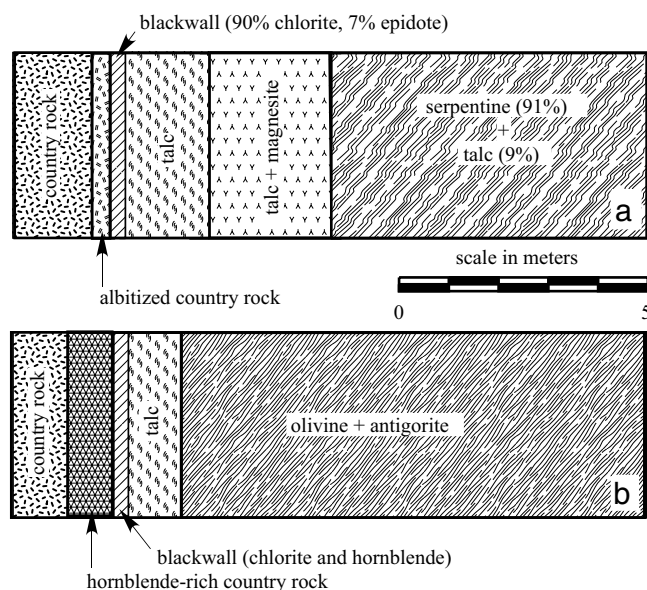 blackwall (90% chlorite, 7% epidote)
country rock
talc
talc + magnesite
serpentine (91%)
+
talc (9%)
a
albitized country rock
scale in meters
0
5
country rock
talc
olivine + antigorite
b
blackwall (chlorite and hornblende)
hornblende-rich country rock